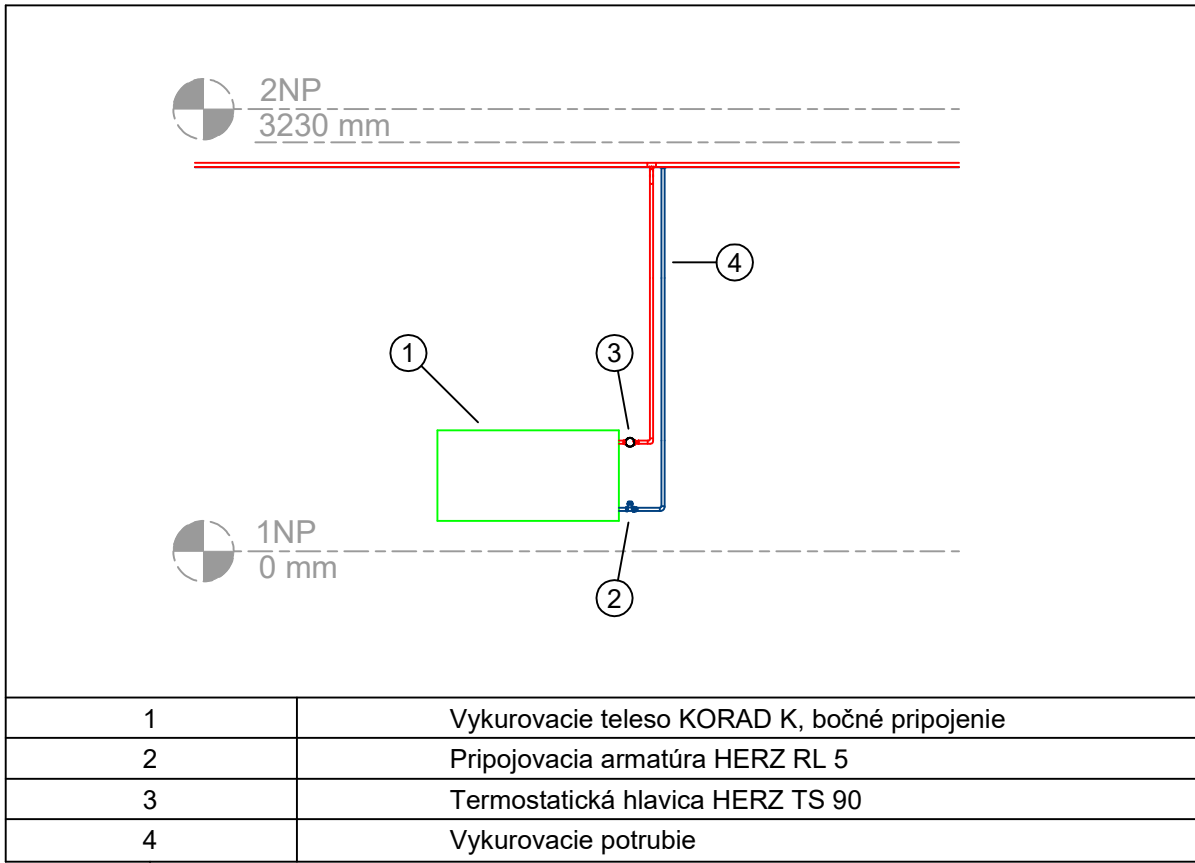 2NP
3230 mm
4
1
3
1NP
0 mm
2
1 Vykurovacie teleso KORAD K, bočné pripojenie
2 Pripojovacia armatúra HERZ RL 5
3 Termostatická hlavica HERZ TS 90
4 Vykurovacie potrubie